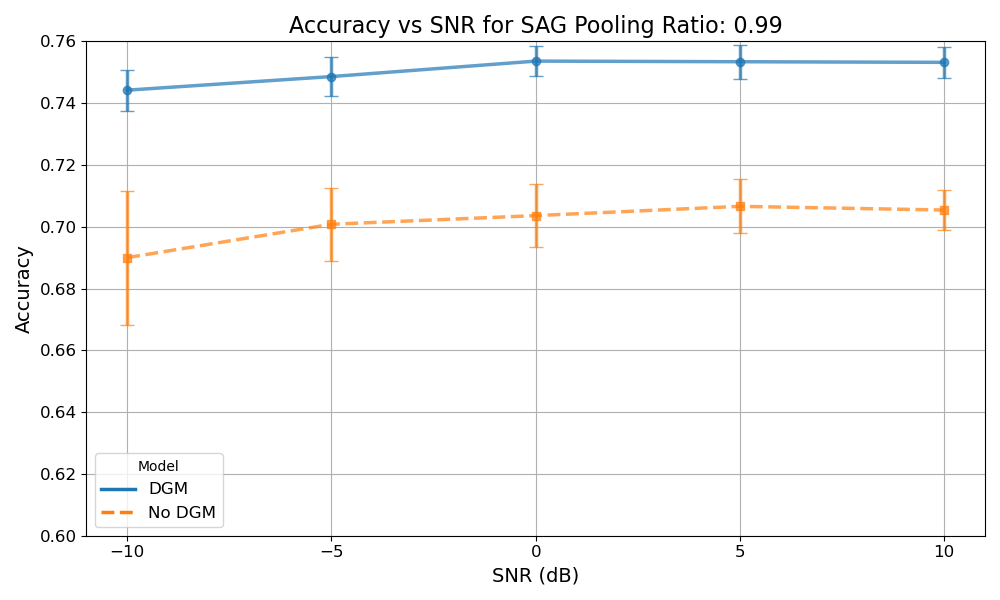 Accuracy vs SNR for SAG Pooling Ratio: 0.99
0.76
0.74
0.72
0.70
0.68
0.66
0.64
0.62
0.60
Accuracy
Model
DGM
No DGM
−10
−5
0
5
10
SNR (dB)